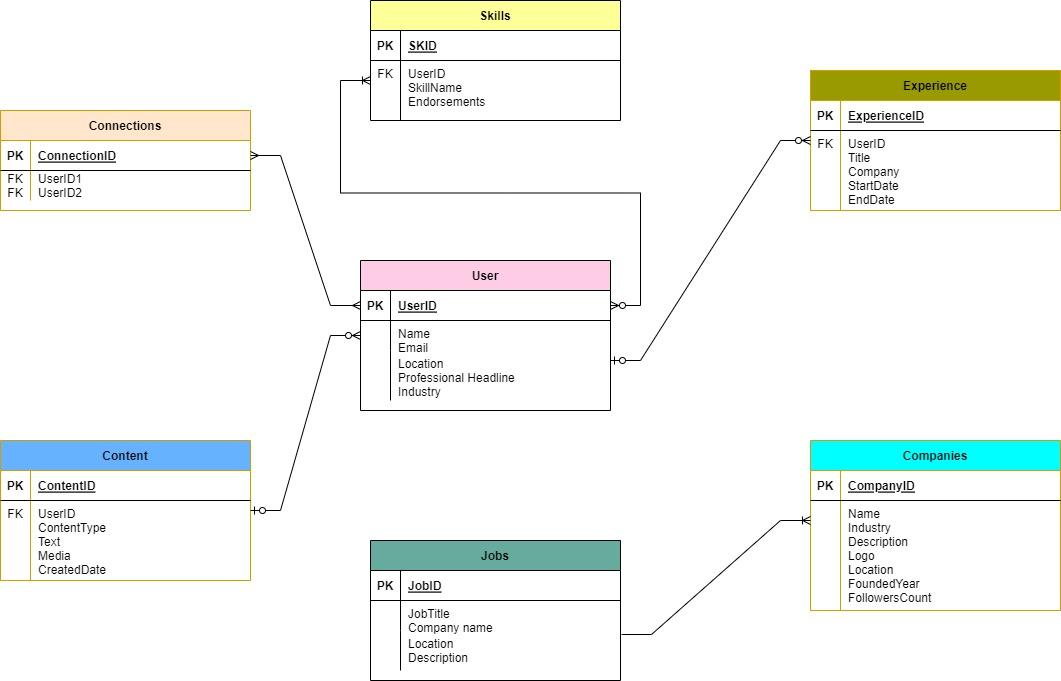 Skills
PK SKID
FK UserID
SkillName
Endorsements
Experience
PK ExperienceID
FK UserID
Title
Company
StartDate
EndDate
Connections
PK ConnectionID
FK UserID1
FK UserID2
User
PK UserID
Name
Email
Location
Professional Headline
Industry
Content
PK ContentID
FK UserID
ContentType
Text
Media
CreatedDate
Companies
PK CompanyID
Name
Industry
Description
Logo
Location
FoundedYear
FollowersCount
Jobs
PK JobID
JobTitle
Company name
Location
Description